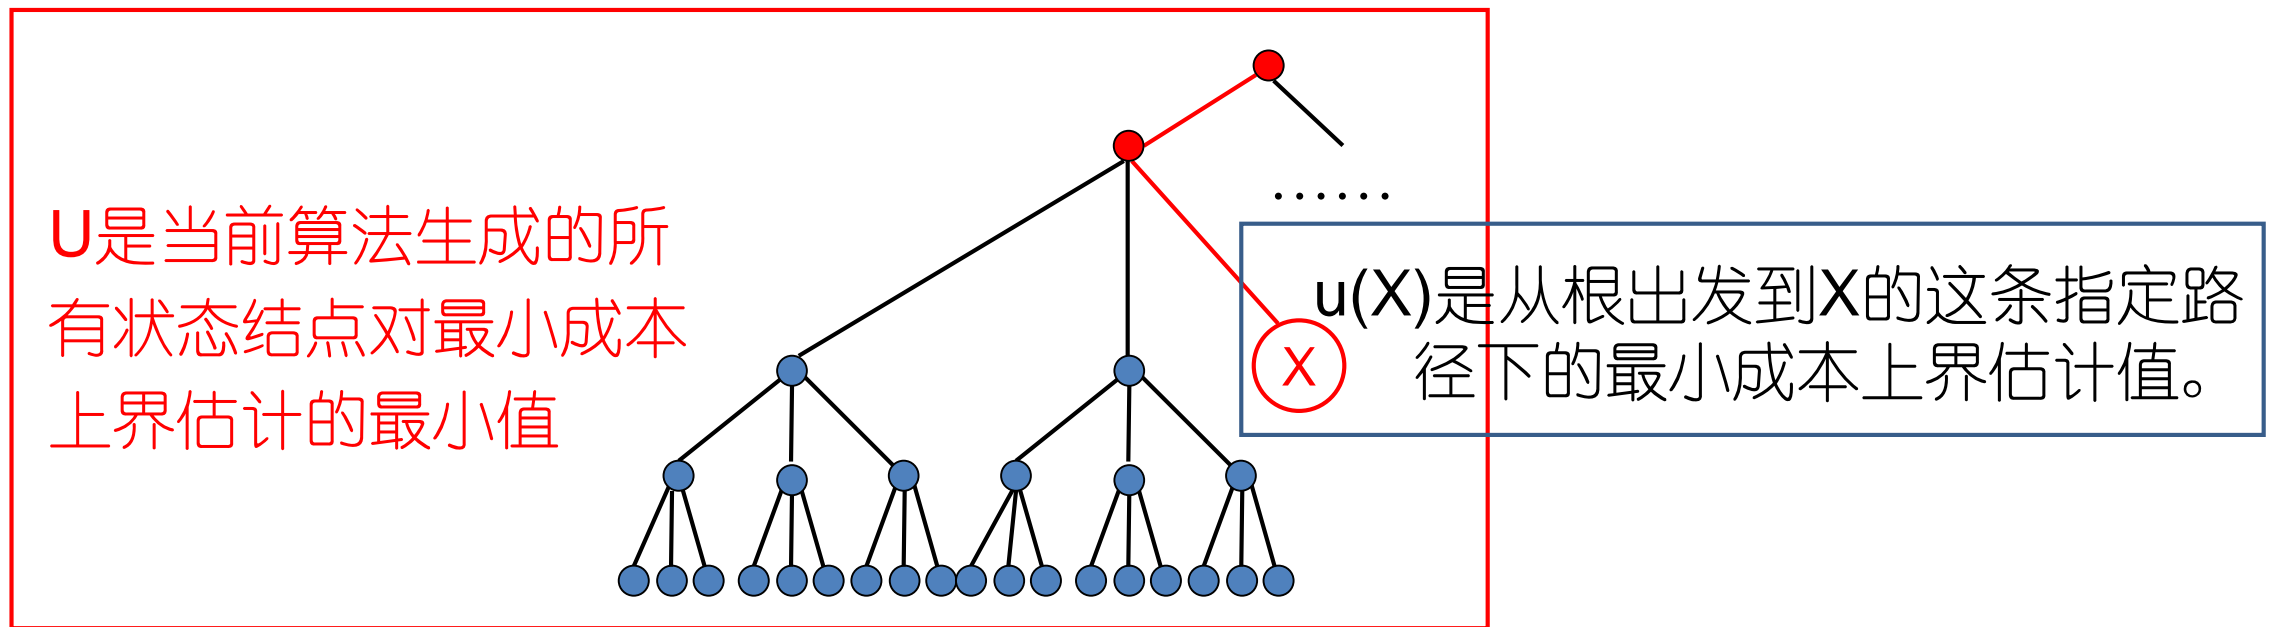 ······
U是当前算法生成的所
有状态结点对最小成本
上界估计的最小值
u(X)是从根出发到X的这条指定路
径下的最小成本上界估计值。
X